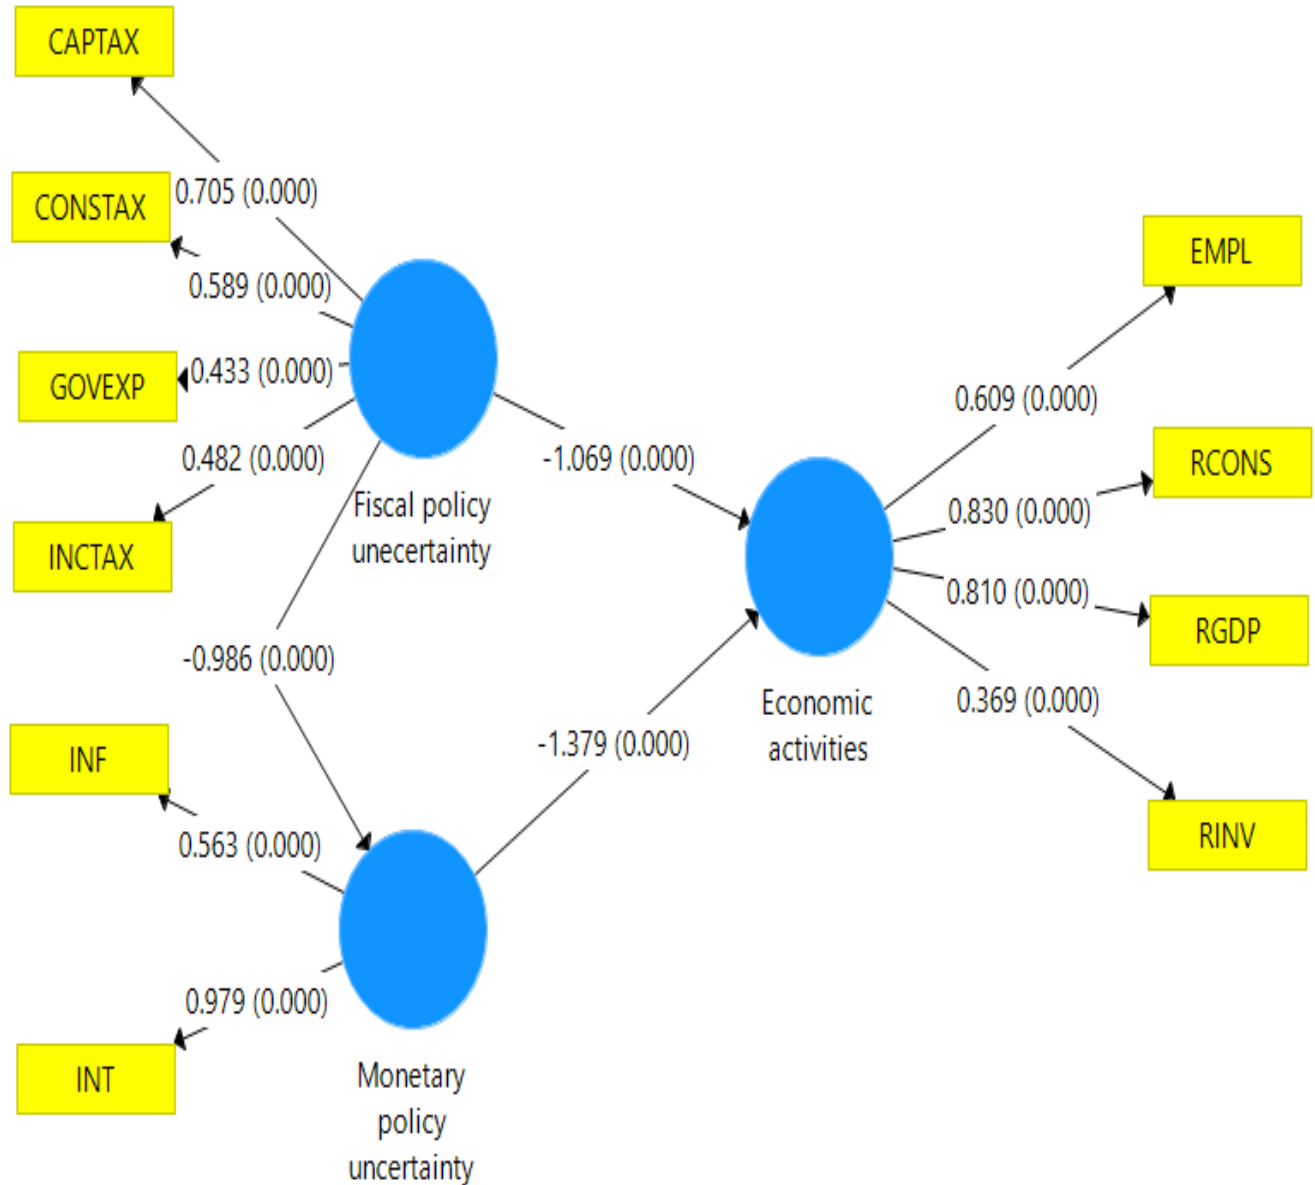 CAPTAX
0.705 (0.000)
CONSTAX
0.589 (0.000)
GOVEXP
0.433 (0.000)
0.482 (0.000)
INCTAX
Fiscal policy
unecertainty
-1.069 (0.000)
-0.986 (0.000)
INF
0.563 (0.000)
0.979 (0.000)
INT
Monetary
policy
uncertainty
-1.379 (0.000)
Economic
activities
EMPL
0.609 (0.000)
RCONS
0.830 (0.000)
0.810 (0.000)
RGDP
0.369 (0.000)
RINV